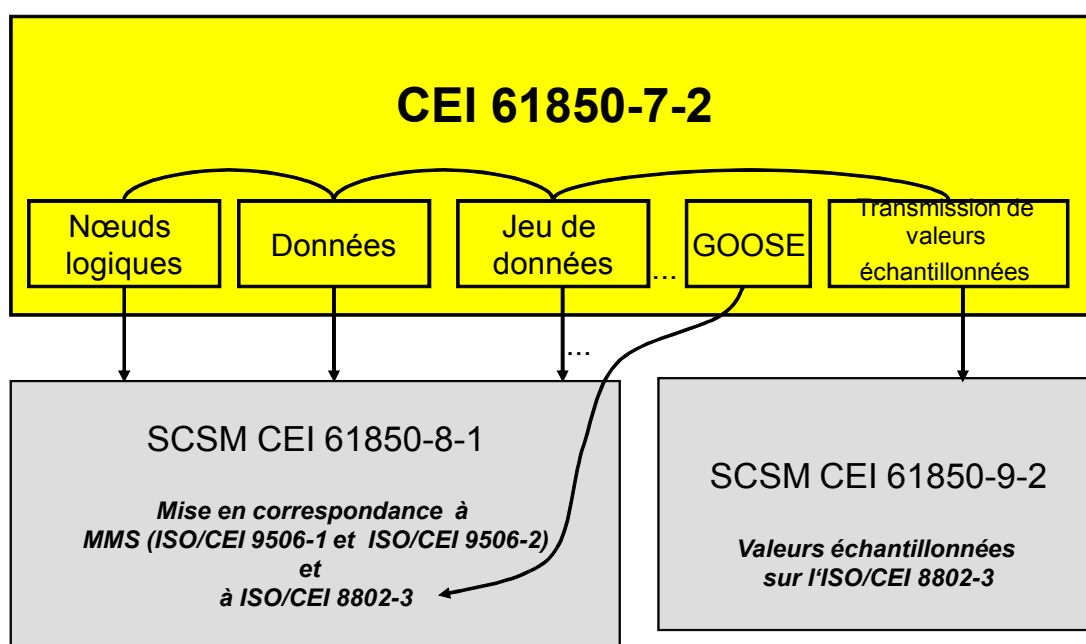 CEI 61850-7-2
Nœuds
logiques
Données
Jeu de
données
...
GOOSE
Transmission de
valeurs
échantillonnées
...
SCSM CEI 61850-8-1
Mise en correspondance à
MMS (ISO/CEI 9506-1 et ISO/CEI 9506-2)
et
à ISO/CEI 8802-3
SCSM CEI 61850-9-2
Valeurs échantillonnées
sur l‘ISO/CEI 8802-3